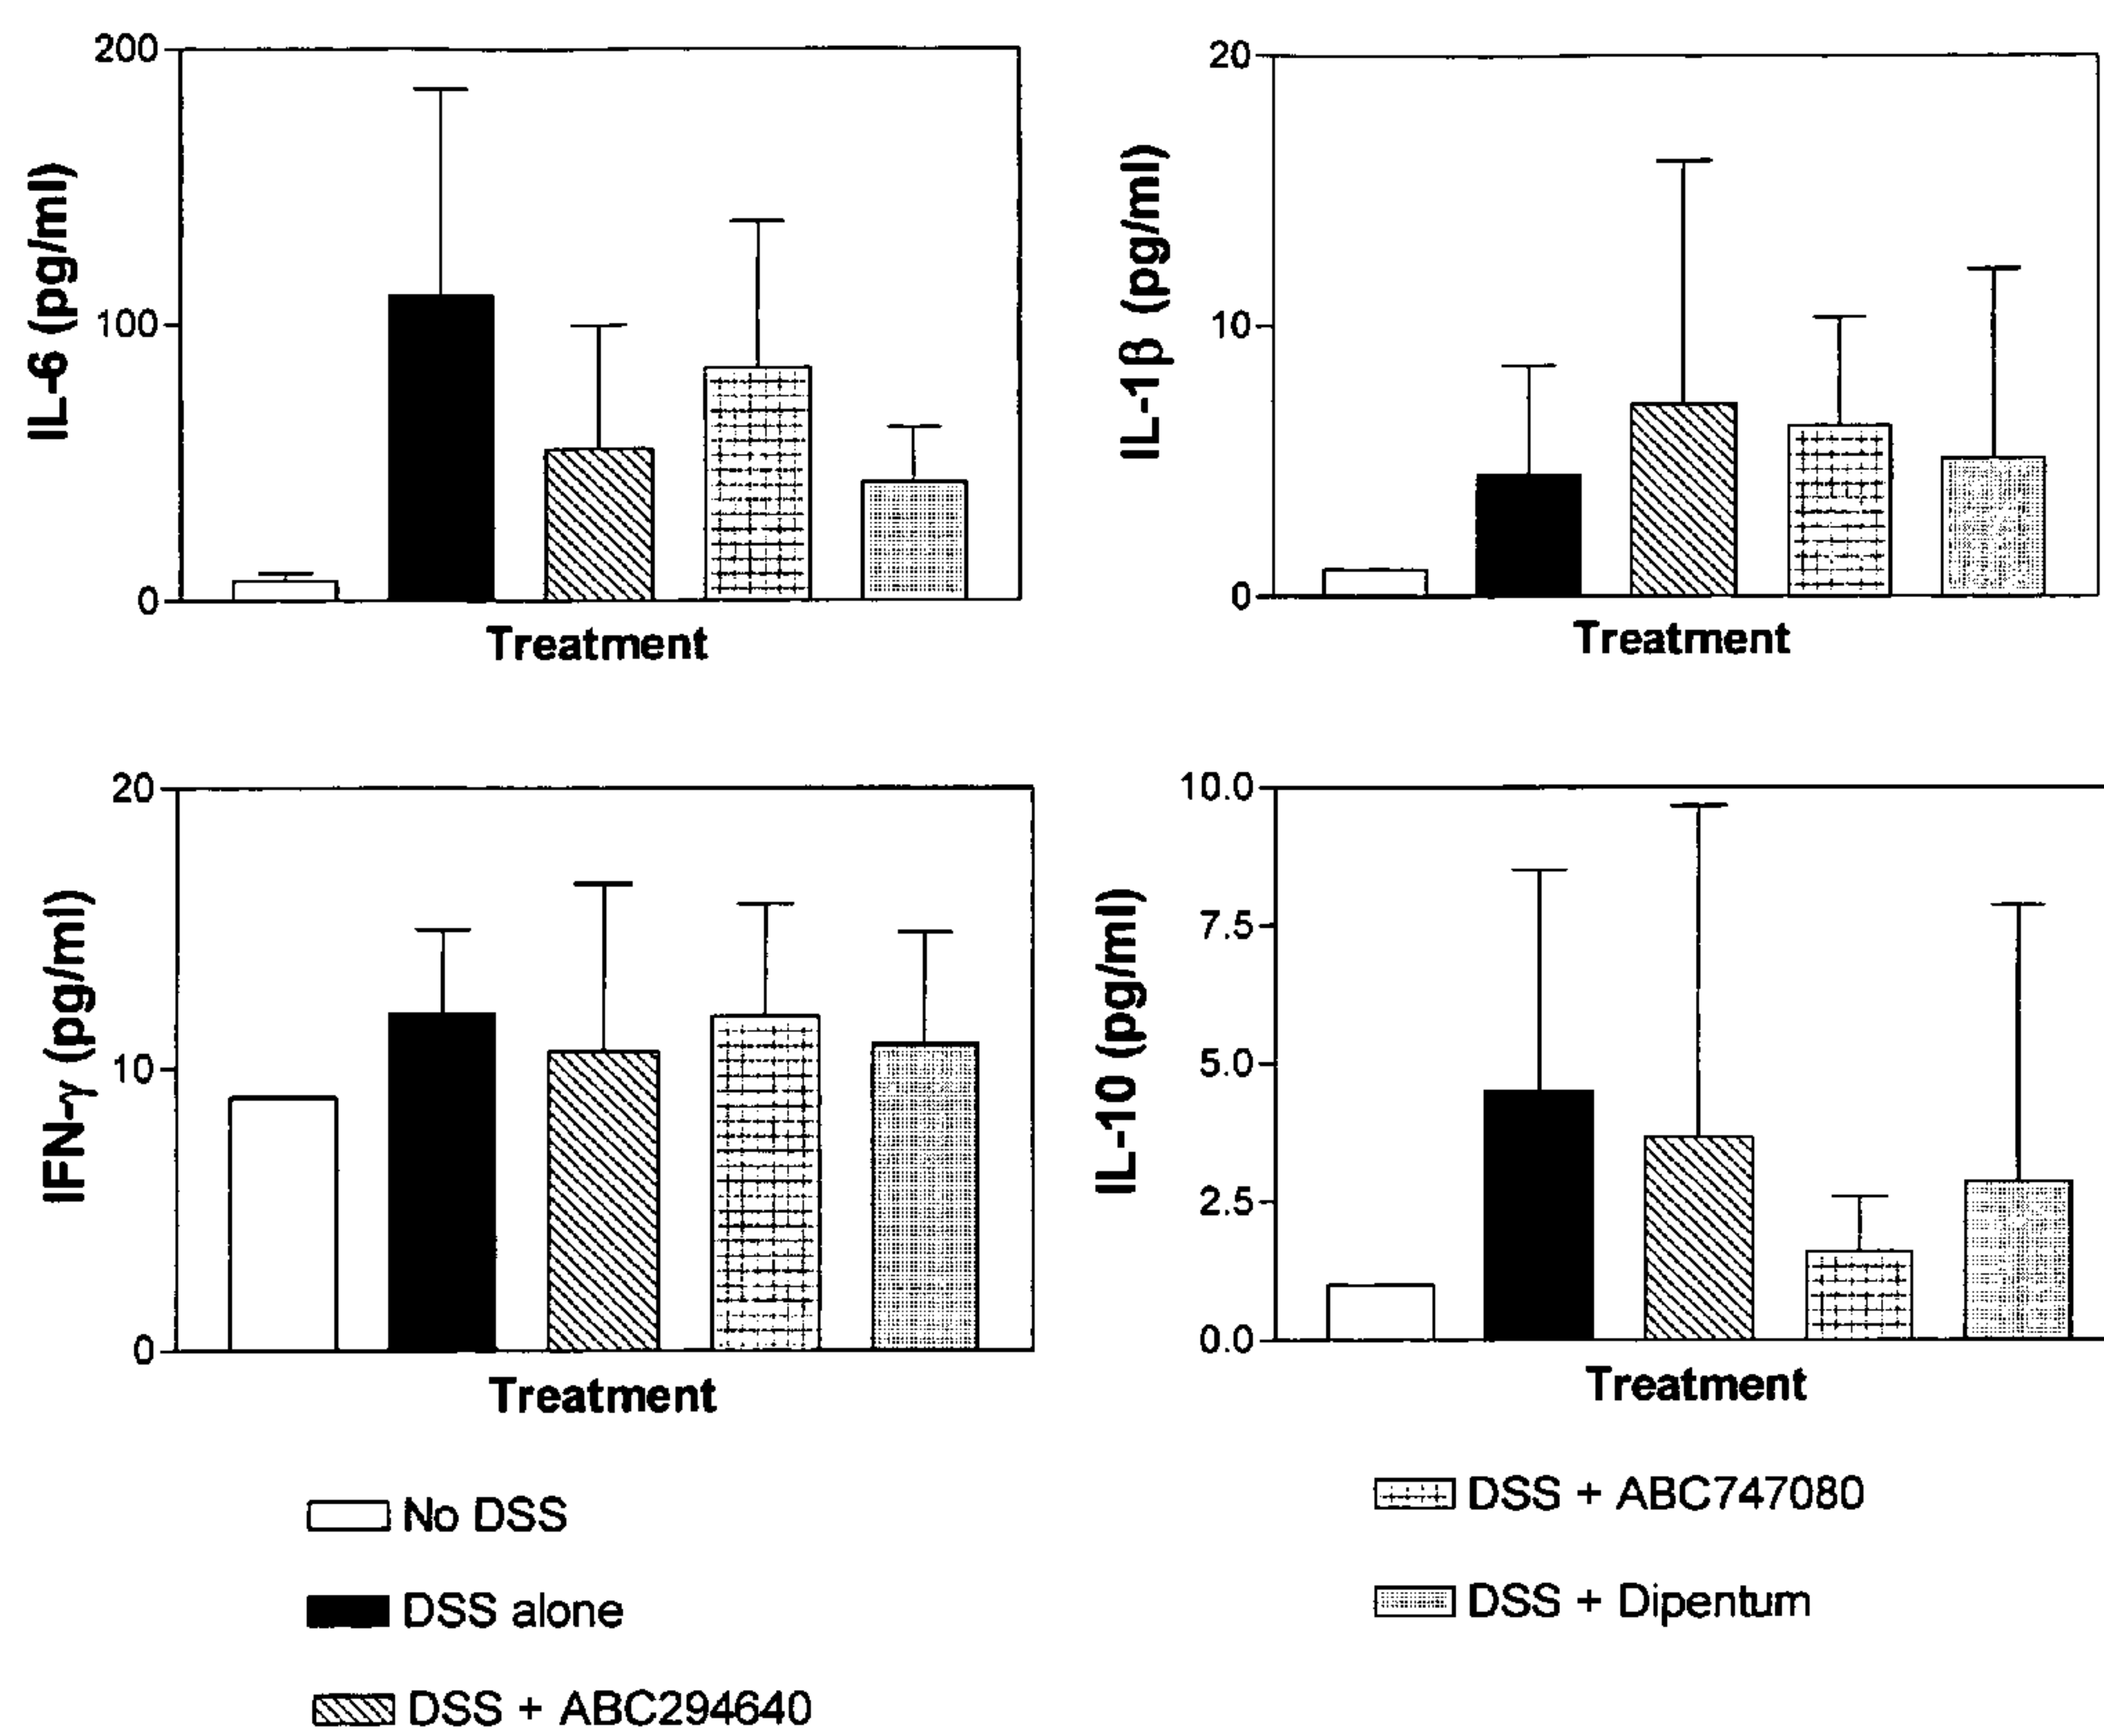 IL-6 (pg/ml)
200
100
0
Treatment
IL-1β (pg/ml)
20
10
0
Treatment
IFN-γ (pg/ml)
20
10
0
Treatment
IL-10 (pg/ml)
10.0
7.5
5.0
2.5
0.0
Treatment
No DSS
DSS alone
DSS + ABC294640
DSS + ABC747080
DSS + Dipentum